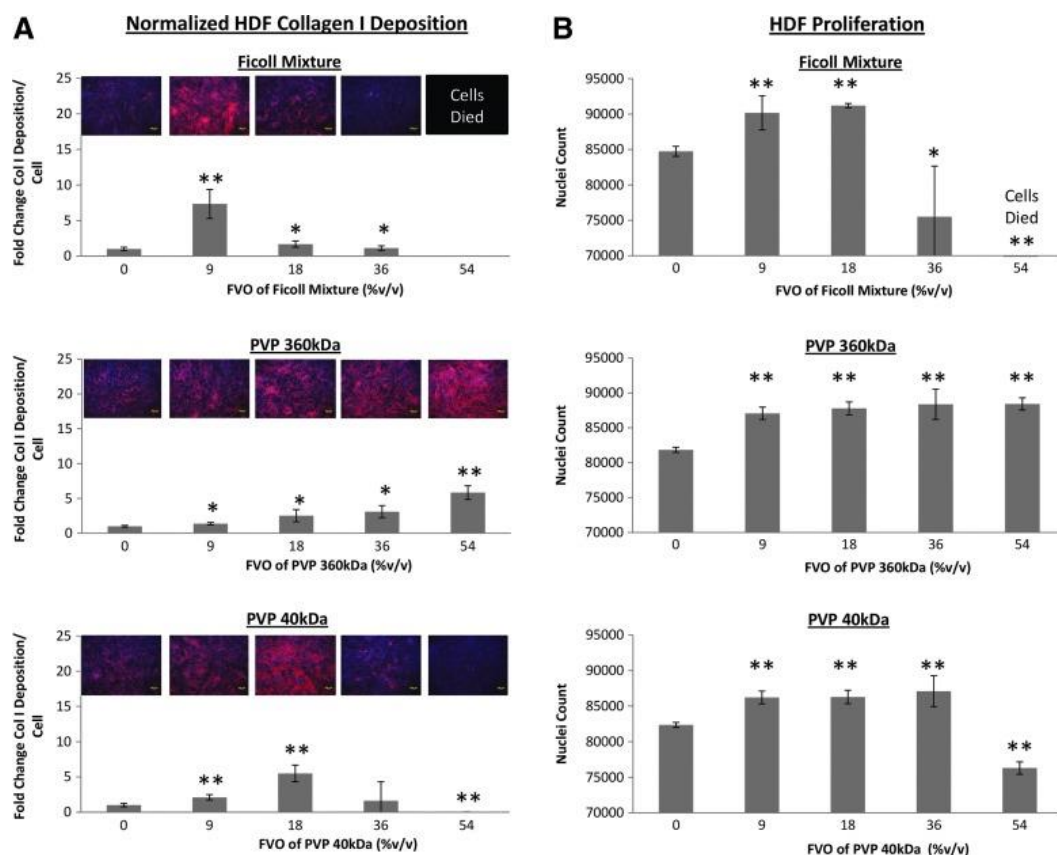 A
Normalized HDF Collagen I Deposition
Ficoll Mixture
Fold Change Col I Deposition/
Cell
25
20
15
10
5
0
Cells
Died
**
*
*
0 9 18 36 54
FVO of Ficoll Mixture (%v/v)
PVP 360kDa
Fold Change Col I Deposition/
Cell
25
20
15
10
5
0
*
*
*
**
0 9 18 36 54
FVO of PVP 360kDa (%v/v)
PVP 40kDa
Fold Change Col I Deposition/
Cell
25
20
15
10
5
0
**
**
**
0 9 18 36 54
FVO of PVP 40kDa (%v/v)
B
HDF Proliferation
Ficoll Mixture
Nuclei Count
95000
90000
85000
80000
75000
70000
**
**
*
Cells
Died
**
0 9 18 36 54
FVO of Ficoll Mixture (%v/v)
PVP 360kDa
Nuclei Count
95000
90000
85000
80000
75000
70000
**
**
**
**
0 9 18 36 54
FVO of PVP 360kDa (%v/v)
PVP 40kDa
Nuclei Count
95000
90000
85000
80000
75000
70000
**
**
**
**
0 9 18 36 54
FVO of PVP 40kDa (%v/v)